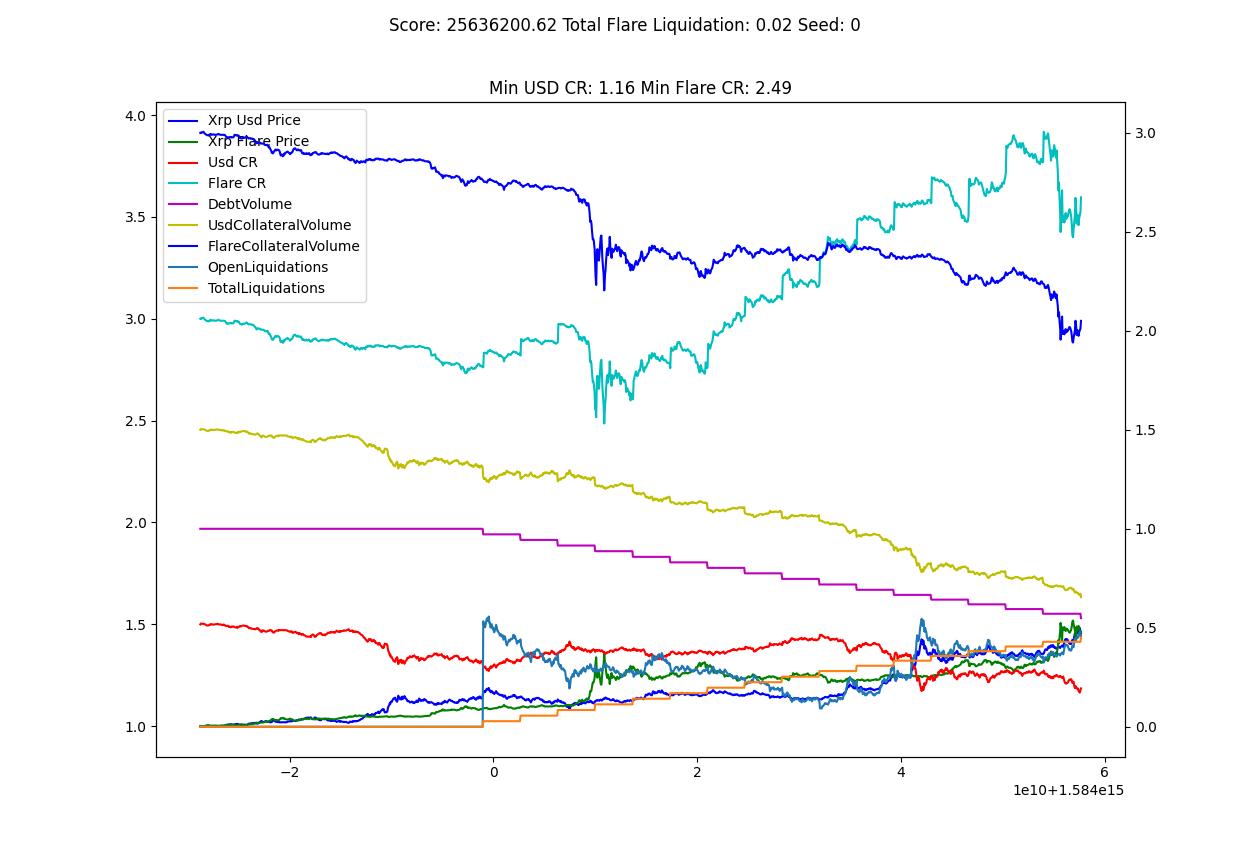 Score: 25636200.62 Total Flare Liquidation: 0.02 Seed: 0
Min USD CR: 1.16 Min Flare CR: 2.49
Xrp Usd Price
Xrp Flare Price
Usd CR
Flare CR
DebtVolume
UsdCollateralVolume
FlareCollateralVolume
OpenLiquidations
TotalLiquidations
4.0
3.5
3.0
2.5
2.0
1.5
1.0
3.0
2.5
2.0
1.5
1.0
0.5
0.0
−2
0
2
4
6
1e10+1.584e15